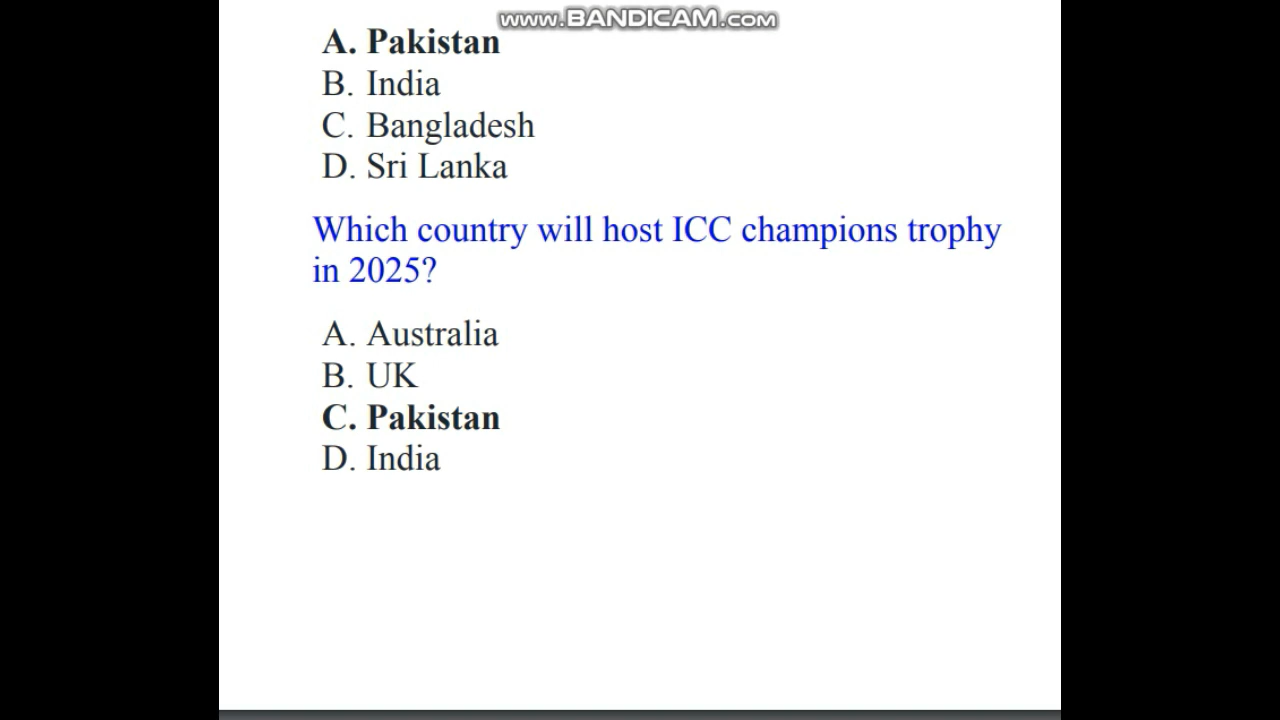 www.BANDICAM.com
A. Pakistan
B. India
C. Bangladesh
D. Sri Lanka
Which country will host ICC champions trophy
in 2025?
A. Australia
B. UK
C. Pakistan
D. India